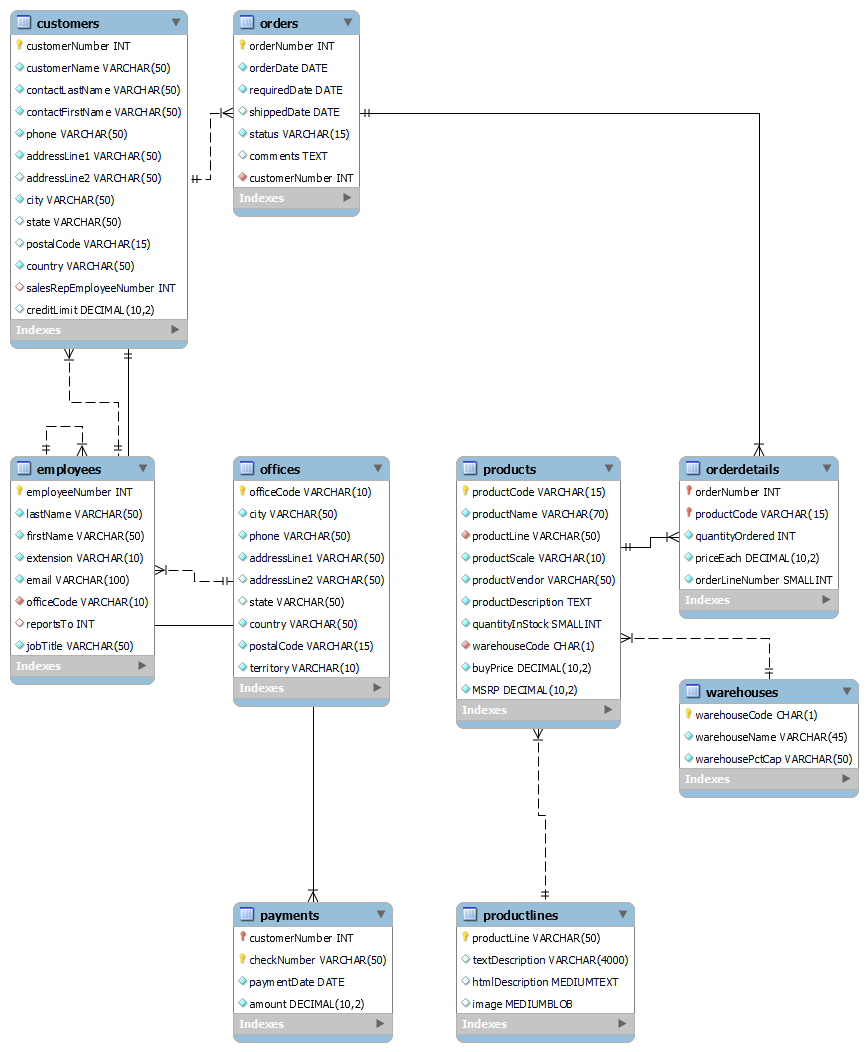 customers
customerNumber INT
customerName VARCHAR(50)
contactLastName VARCHAR(50)
contactFirstName VARCHAR(50)
phone VARCHAR(50)
addressLine1 VARCHAR(50)
addressLine2 VARCHAR(50)
city VARCHAR(50)
state VARCHAR(50)
postalCode VARCHAR(15)
country VARCHAR(50)
salesRepEmployeeNumber INT
creditLimit DECIMAL(10,2)
Indexes
orders
orderNumber INT
orderDate DATE
requiredDate DATE
shippedDate DATE
status VARCHAR(15)
comments TEXT
customerNumber INT
Indexes
employees
employeeNumber INT
lastName VARCHAR(50)
firstName VARCHAR(50)
extension VARCHAR(10)
email VARCHAR(100)
officeCode VARCHAR(10)
reportsTo INT
jobTitle VARCHAR(50)
Indexes
offices
officeCode VARCHAR(10)
city VARCHAR(50)
phone VARCHAR(50)
addressLine1 VARCHAR(50)
addressLine2 VARCHAR(50)
state VARCHAR(50)
country VARCHAR(50)
postalCode VARCHAR(15)
territory VARCHAR(10)
Indexes
products
productCode VARCHAR(15)
productName VARCHAR(70)
productLine VARCHAR(50)
productScale VARCHAR(10)
productVendor VARCHAR(50)
productDescription TEXT
quantityInStock SMALLINT
warehouseCode CHAR(1)
buyPrice DECIMAL(10,2)
MSRP DECIMAL(10,2)
Indexes
orderdetails
orderNumber INT
productCode VARCHAR(15)
quantityOrdered INT
priceEach DECIMAL(10,2)
orderLineNumber SMALLINT
Indexes
warehouses
warehouseCode CHAR(1)
warehouseName VARCHAR(45)
warehousePctCap VARCHAR(50)
Indexes
payments
customerNumber INT
checkNumber VARCHAR(50)
paymentDate DATE
amount DECIMAL(10,2)
Indexes
productlines
productLine VARCHAR(50)
textDescription VARCHAR(4000)
htmlDescription MEDIUMTEXT
image MEDIUMBLOB
Indexes